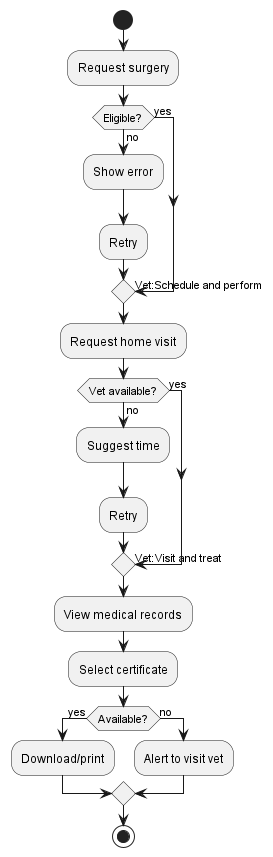 Request surgery
Eligible?
yes
no
Show error
Retry
Vet:Schedule and perform
Request home visit
Vet available?
yes
no
Suggest time
Retry
Vet:Visit and treat
View medical records
Select certificate
yes
Available?
no
Download/print
Alert to visit vet